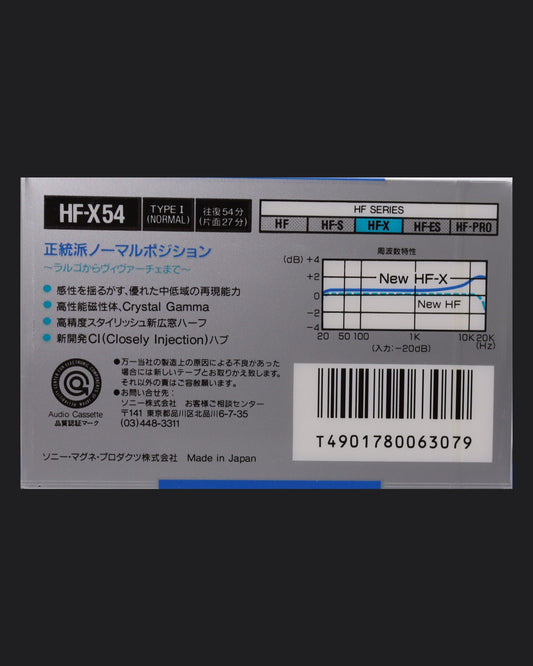 HF-X54
TYPE I
(NORMAL)
往復54分
(片面27分)
HF SERIES
HF HF-S HF-X HF-ES HF-PRO
正統派ノーマルポジション
～ラルゴからヴィヴァーチェまで～
● 感性を揺るがす、優れた中低域の再現能力
● 高性能磁性体、Crystal Gamma
● 高精度スタイリッシュ新広窓ハーフ
● 新開発CI(Closely Injection)ハブ
周波数特性
(dB) +4
+2
0
−2
−4
New HF-X
New HF
20 50 100 1K 10K 20K
(入力:−20dB) (Hz)
Audio Cassette
品質認証マーク
●万一当社の製造上の原因による不良があった
場合には新しいテープとお取りかえ致します。
それ以外の責はご容赦願います。
●お問い合せ先:
ソニー株式会社 お客様ご相談センター
〒141 東京都品川区北品川6-7-35
(03)448-3311
T4901780063079
ソニー・マグネ・プロダクツ株式会社 Made in Japan